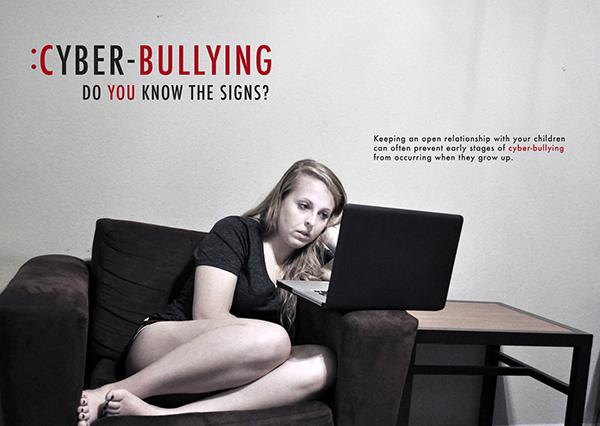 :CYBER-BULLYING
DO YOU KNOW THE SIGNS?
Keeping an open relationship with your children
can often prevent early stages of cyber-bullying
from occurring when they grow up.